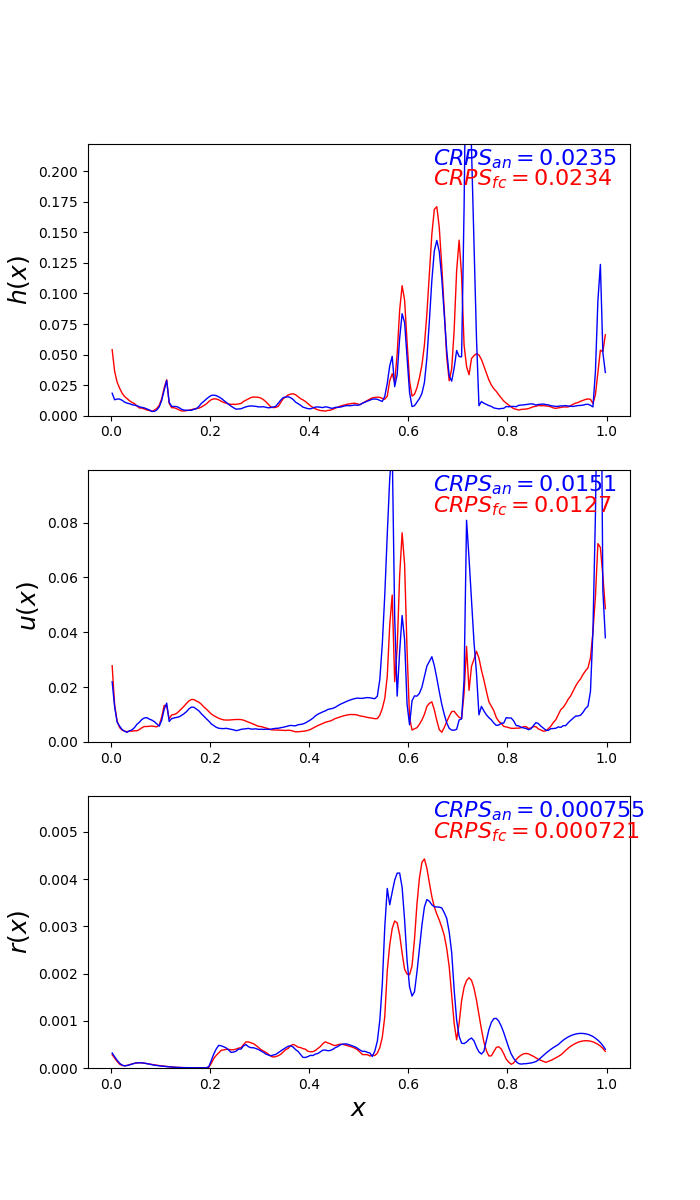 CRPS_an = 0.0235
CRPS_fc = 0.0234
0.200
0.175
0.150
0.125
0.100
0.075
0.050
0.025
0.000
h(x)
0.0 0.2 0.4 0.6 0.8 1.0
CRPS_an = 0.0151
CRPS_fc = 0.0127
0.08
0.06
0.04
0.02
0.00
u(x)
0.0 0.2 0.4 0.6 0.8 1.0
CRPS_an = 0.000755
CRPS_fc = 0.000721
0.005
0.004
0.003
0.002
0.001
0.000
r(x)
0.0 0.2 0.4 0.6 0.8 1.0
x